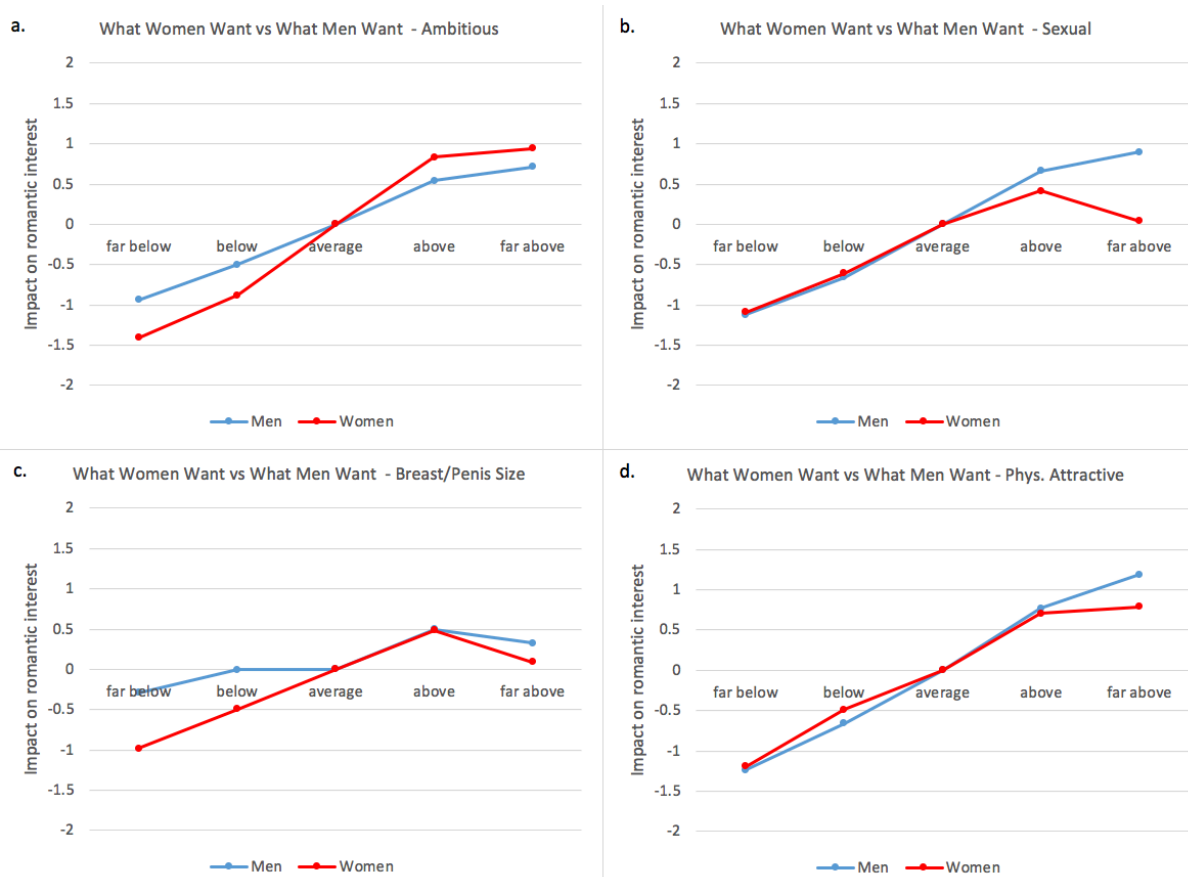 a.
What Women Want vs What Men Want - Ambitious
2
1.5
1
0.5
0
-0.5
-1
-1.5
-2
Impact on romantic interest
far below below average above far above
Men Women
b.
What Women Want vs What Men Want - Sexual
2
1.5
1
0.5
0
-0.5
-1
-1.5
-2
Impact on romantic interest
far below below average above far above
Men Women
c.
What Women Want vs What Men Want - Breast/Penis Size
2
1.5
1
0.5
0
-0.5
-1
-1.5
-2
Impact on romantic interest
far below below average above far above
Men Women
d.
What Women Want vs What Men Want - Phys. Attractive
2
1.5
1
0.5
0
-0.5
-1
-1.5
-2
Impact on romantic interest
far below below average above far above
Men Women